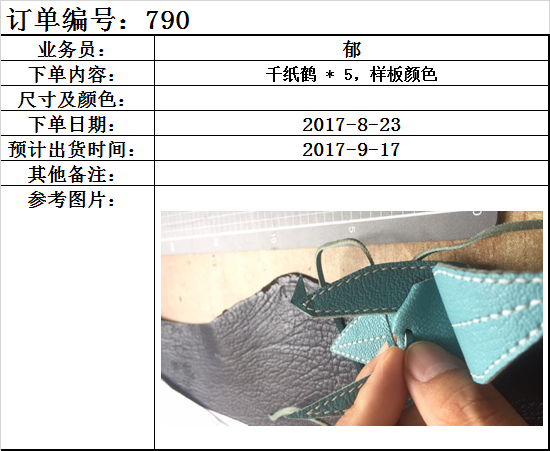 订单编号：790
业务员： 郁
下单内容： 千纸鹤 * 5，样板颜色
尺寸及颜色：
下单日期： 2017-8-23
预计出货时间： 2017-9-17
其他备注：
参考图片：